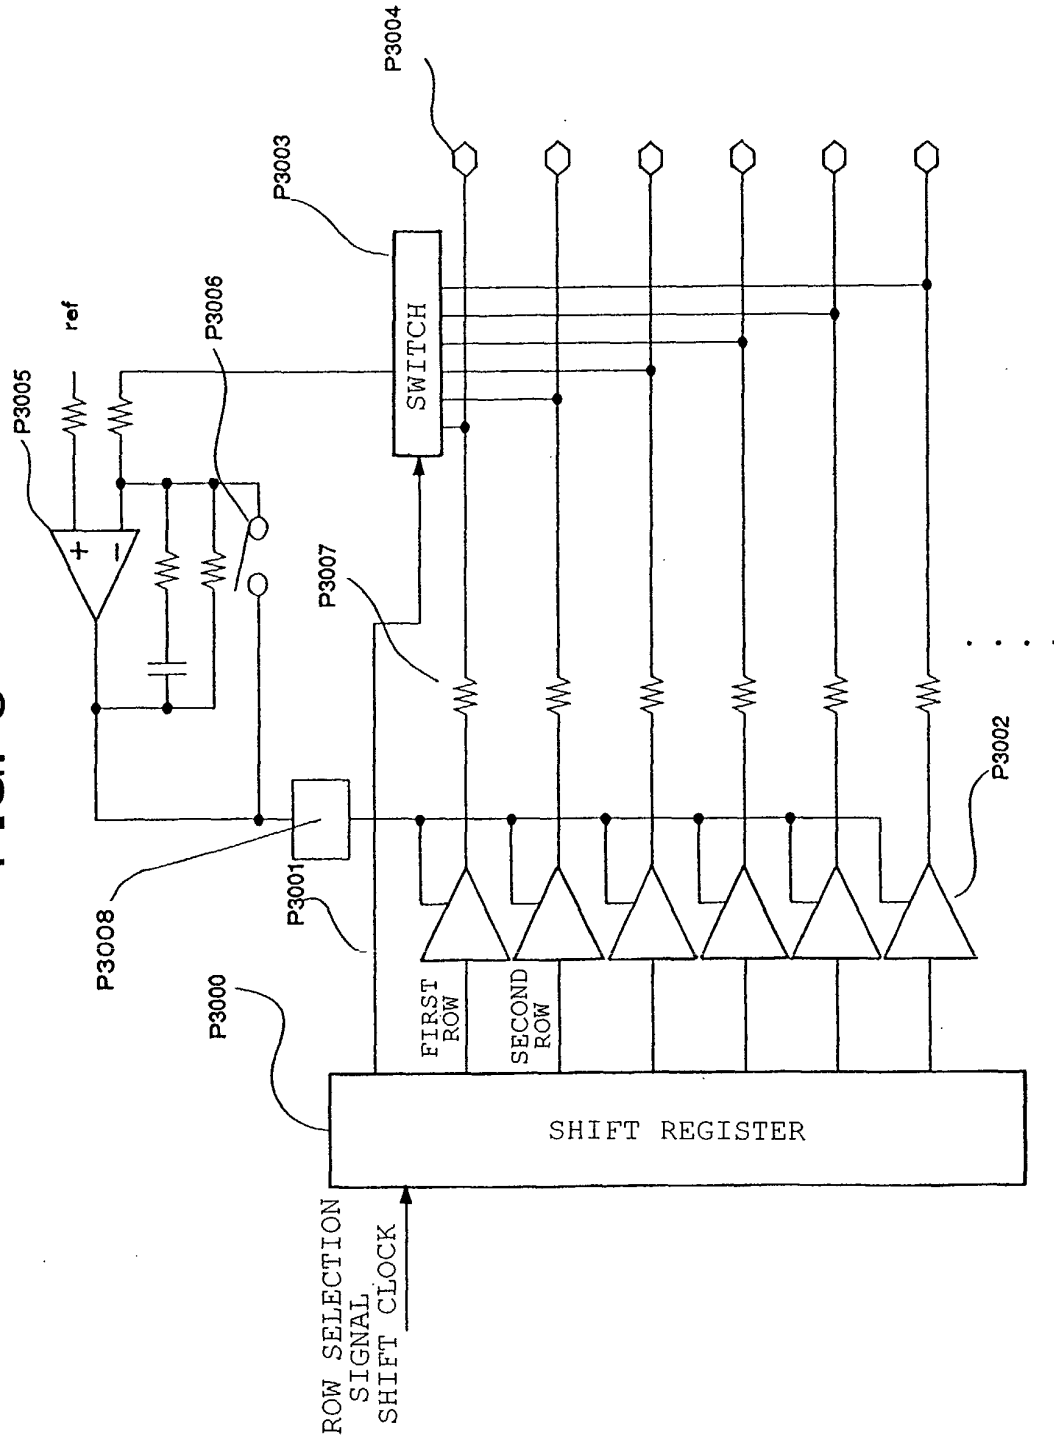 P3004
P3003
ref
P3006
P3005
+
−
SWITCH
P3007
P3002
P3001
P3008
P3000
FIRST
ROW
SECOND
ROW
SHIFT REGISTER
ROW SELECTION
SIGNAL
SHIFT CLOCK